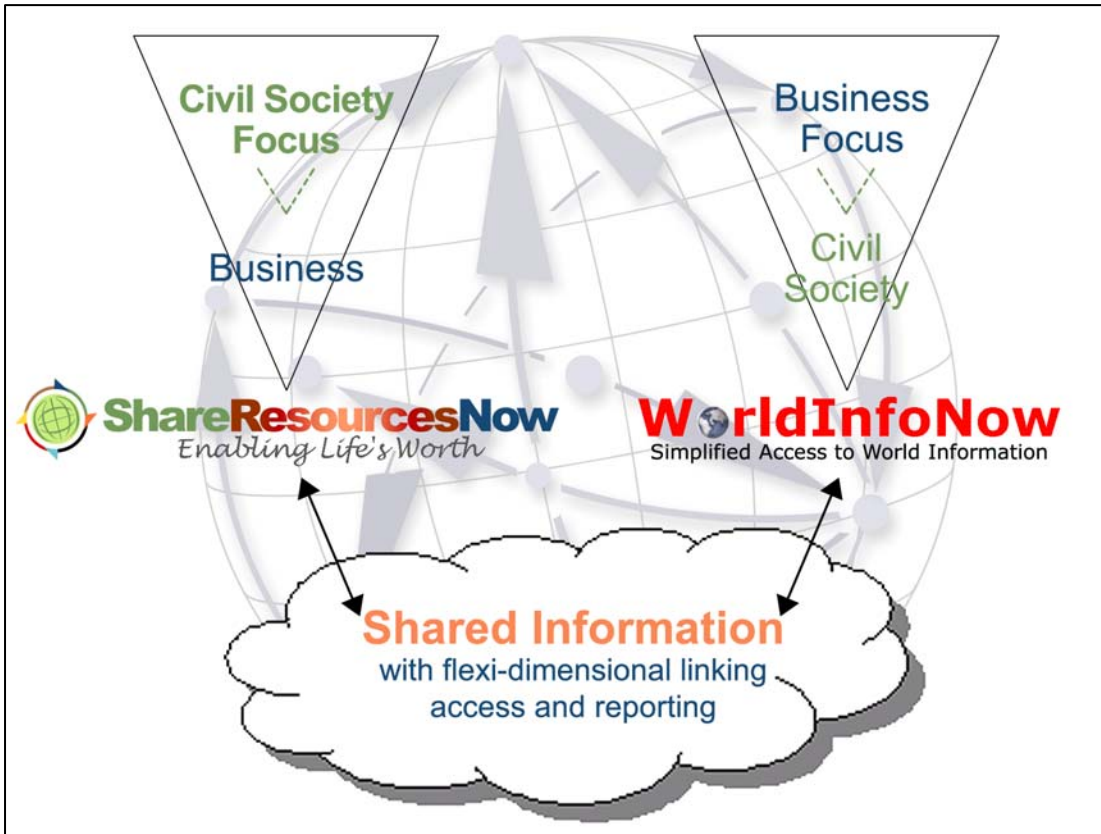 Civil Society
Focus
Business
Business
Focus
Civil
Society
ShareResourcesNow
Enabling Life's Worth
WorldInfoNow
Simplified Access to World Information
Shared Information
with flexi-dimensional linking
access and reporting